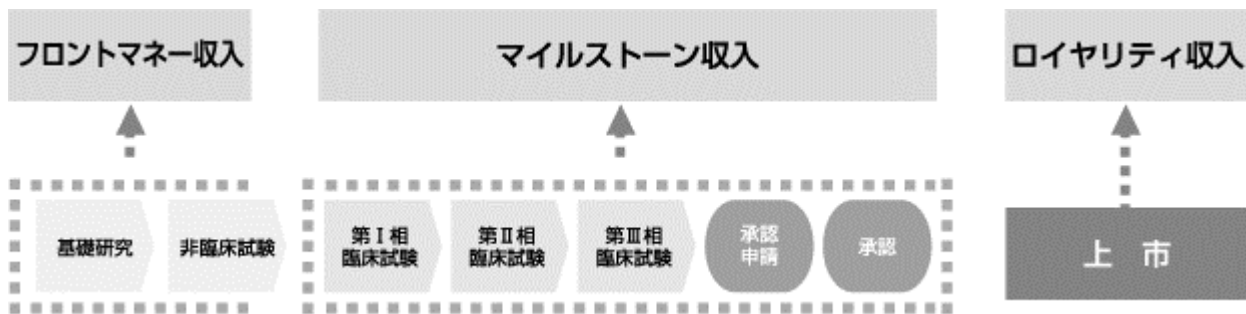 フロントマネー収入
マイルストーン収入
ロイヤリティ収入
基礎研究
非臨床試験
第Ⅰ相
臨床試験
第Ⅱ相
臨床試験
第Ⅲ相
臨床試験
承認
申請
承認
上 市